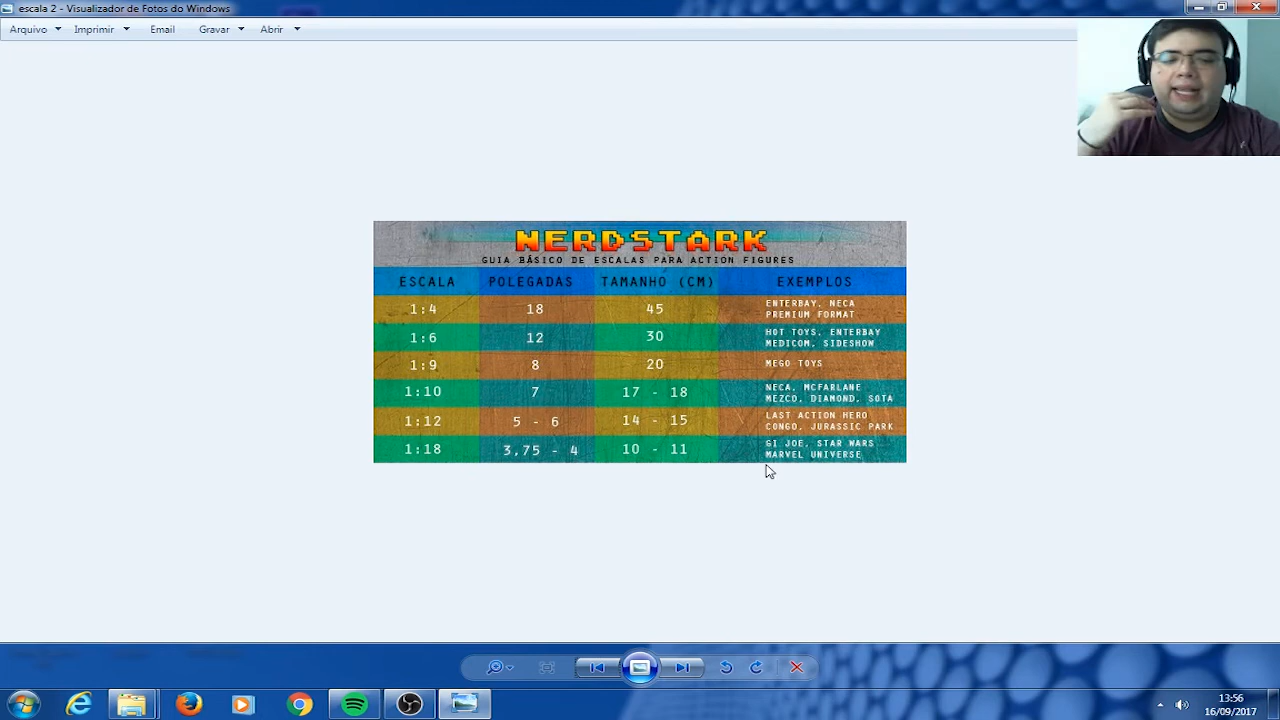 escala 2 - Visualizador de Fotos do Windows
Arquivo Imprimir Email Gravar Abrir
NERDSTARK
GUIA BÁSICO DE ESCALAS PARA ACTION FIGURES
ESCALA POLEGADAS TAMANHO (CM) EXEMPLOS
1:4 18 45 ENTERBAY, NECA
PREMIUM FORMAT
1:6 12 30 HOT TOYS, ENTERBAY
MEDICOM, SIDESHOW
1:9 8 20 MEGO TOYS
1:10 7 17 - 18 NECA, MCFARLANE
MEZCO, DIAMOND, SOTA
1:12 5 - 6 14 - 15 LAST ACTION HERO
CONGO, JURASSIC PARK
1:18 3,75 - 4 10 - 11 GI JOE, STAR WARS
MARVEL UNIVERSE
13:56
16/09/2017